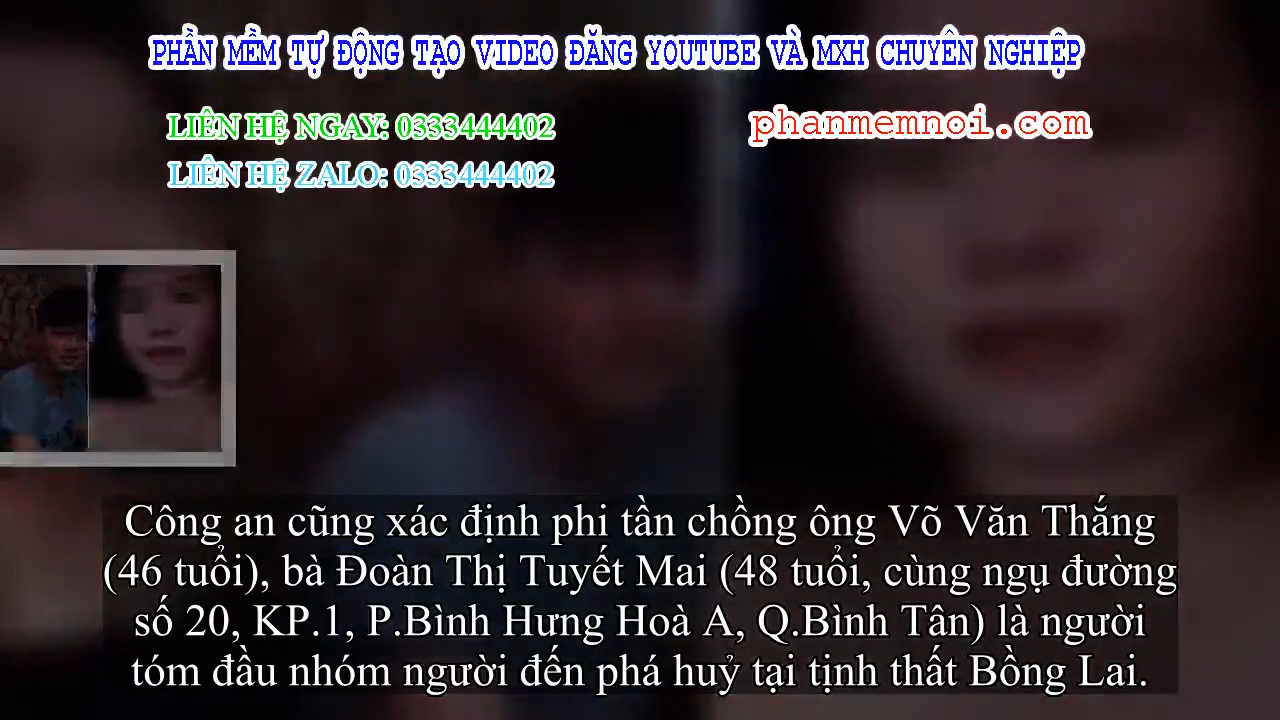 PHẦN MỀM TỰ ĐỘNG TẠO VIDEO ĐĂNG YOUTUBE VÀ MXH CHUYÊN NGHIỆP
LIÊN HỆ NGAY: 0333444402
phanmemnoi.com
LIÊN HỆ ZALO: 0333444402
Công an cũng xác định phi tần chồng ông Võ Văn Thắng
(46 tuổi), bà Đoàn Thị Tuyết Mai (48 tuổi, cùng ngụ đường
số 20, KP.1, P.Bình Hưng Hoà A, Q.Bình Tân) là người
tóm đầu nhóm người đến phá huỷ tại tịnh thất Bồng Lai.